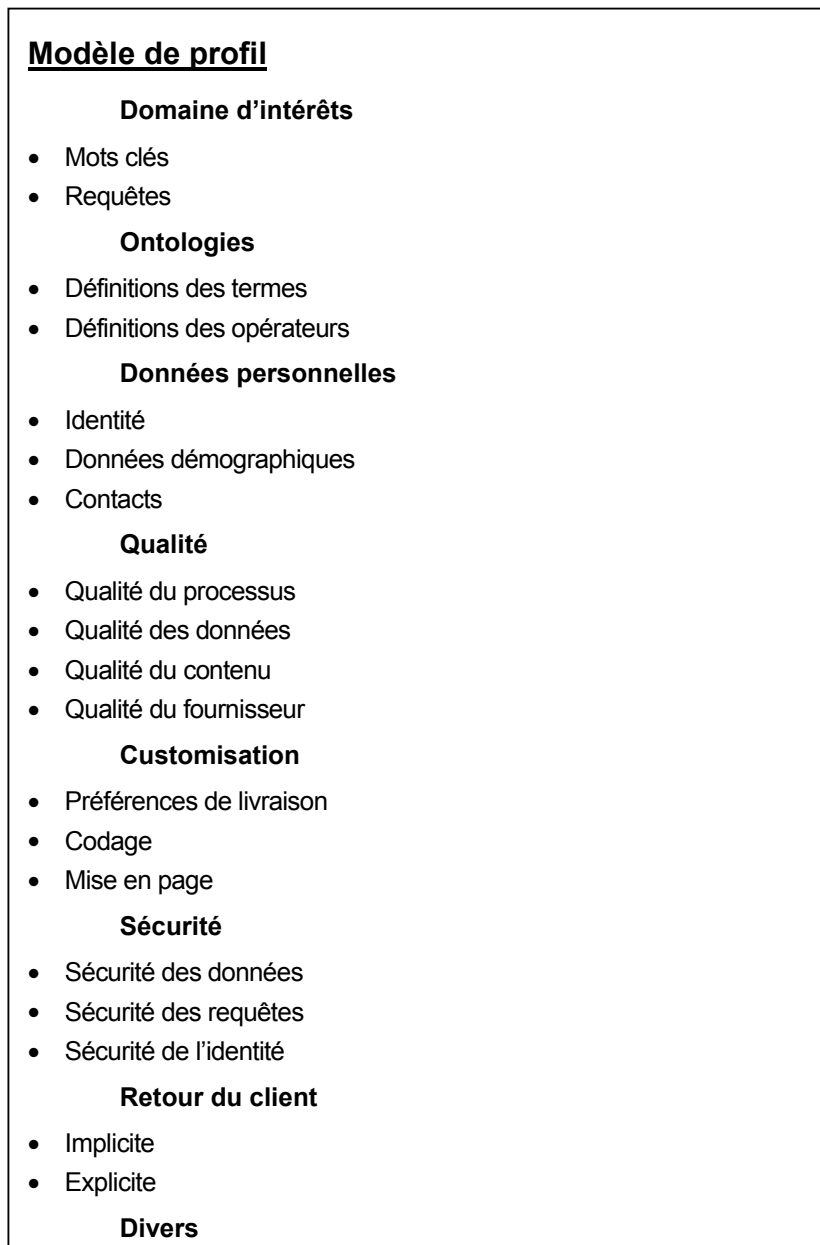 Modèle de profil
Domaine d’intérêts
• Mots clés
• Requêtes
Ontologies
• Définitions des termes
• Définitions des opérateurs
Données personnelles
• Identité
• Données démographiques
• Contacts
Qualité
• Qualité du processus
• Qualité des données
• Qualité du contenu
• Qualité du fournisseur
Customisation
• Préférences de livraison
• Codage
• Mise en page
Sécurité
• Sécurité des données
• Sécurité des requêtes
• Sécurité de l’identité
Retour du client
• Implicite
• Explicite
Divers